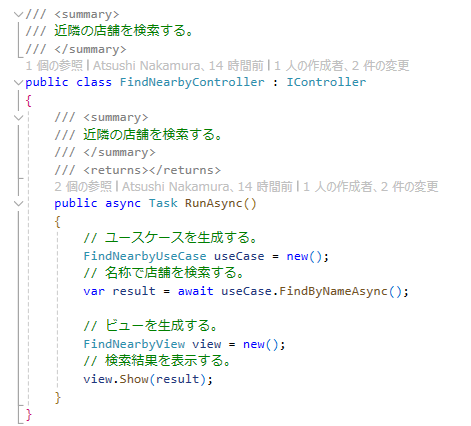 /// <summary>
/// 近隣の店舗を検索する。
/// </summary>
1 個の参照 | Atsushi Nakamura、14 時間前 | 1 人の作成者、2 件の変更
public class FindNearbyController : IController
{
/// <summary>
/// 近隣の店舗を検索する。
/// </summary>
/// <returns></returns>
2 個の参照 | Atsushi Nakamura、14 時間前 | 1 人の作成者、2 件の変更
public async Task RunAsync()
{
// ユースケースを生成する。
FindNearbyUseCase useCase = new();
// 名称で店舗を検索する。
var result = await useCase.FindByNameAsync();
// ビューを生成する。
FindNearbyView view = new();
// 検索結果を表示する。
view.Show(result);
}
}